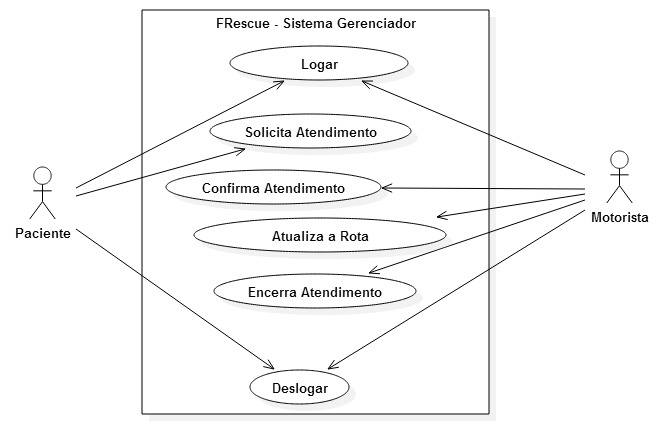 FRescue - Sistema Gerenciador
Logar
Solicita Atendimento
Confirma Atendimento
Paciente
Motorista
Atualiza a Rota
Encerra Atendimento
Deslogar